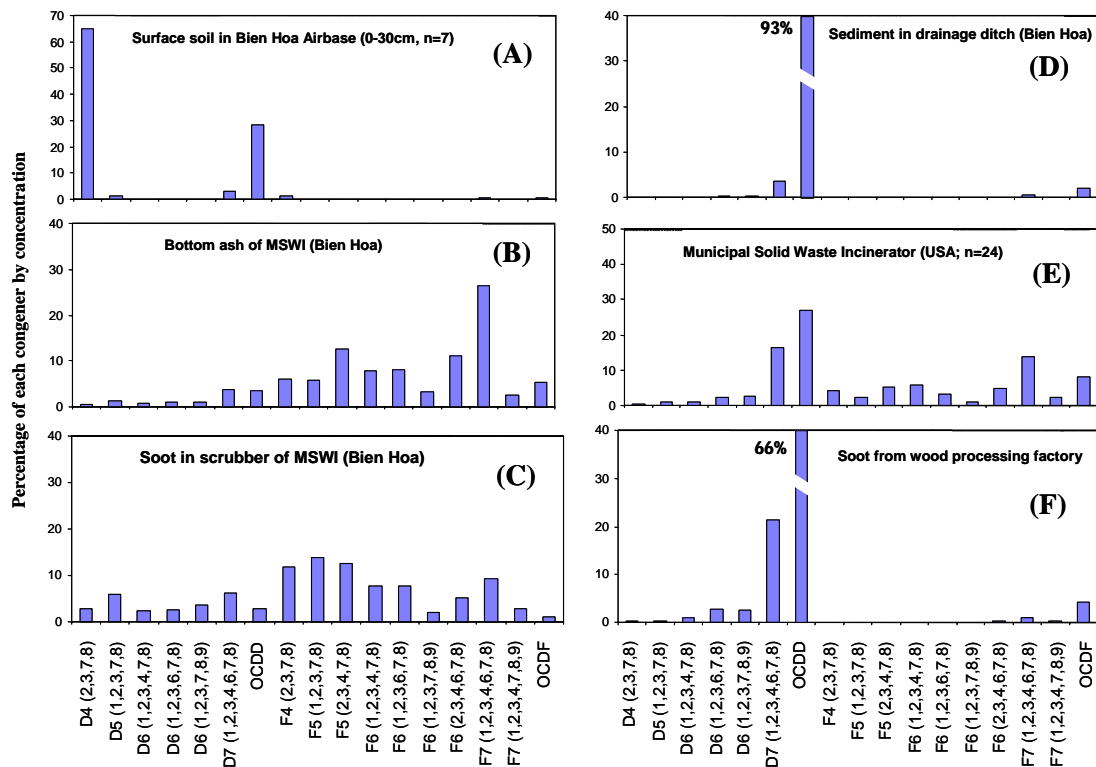 Percentage of each congener by concentration
70
60
50
40
30
20
10
0
Surface soil in Bien Hoa Airbase (0-30cm, n=7)
(A)
40
30
20
10
0
Bottom ash of MSWI (Bien Hoa)
(B)
40
30
20
10
0
Soot in scrubber of MSWI (Bien Hoa)
(C)
D4 (2,3,7,8)
D5 (1,2,3,7,8)
D6 (1,2,3,4,7,8)
D6 (1,2,3,6,7,8)
D6 (1,2,3,7,8,9)
D7 (1,2,3,4,6,7,8)
OCDD
F4 (2,3,7,8)
F5 (1,2,3,7,8)
F5 (2,3,4,7,8)
F6 (1,2,3,4,7,8)
F6 (1,2,3,6,7,8)
F6 (1,2,3,7,8,9)
F6 (2,3,4,6,7,8)
F7 (1,2,3,4,6,7,8)
F7 (1,2,3,4,7,8,9)
OCDF
40
30
20
10
0
93%
Sediment in drainage ditch (Bien Hoa)
(D)
50
40
30
20
10
0
Municipal Solid Waste Incinerator (USA; n=24)
(E)
40
30
20
10
0
66%
Soot from wood processing factory
(F)
D4 (2,3,7,8)
D5 (1,2,3,7,8)
D6 (1,2,3,4,7,8)
D6 (1,2,3,6,7,8)
D6 (1,2,3,7,8,9)
D7 (1,2,3,4,6,7,8)
OCDD
F4 (2,3,7,8)
F5 (1,2,3,7,8)
F5 (2,3,4,7,8)
F6 (1,2,3,4,7,8)
F6 (1,2,3,6,7,8)
F6 (1,2,3,7,8,9)
F6 (2,3,4,6,7,8)
F7 (1,2,3,4,6,7,8)
F7 (1,2,3,4,7,8,9)
OCDF